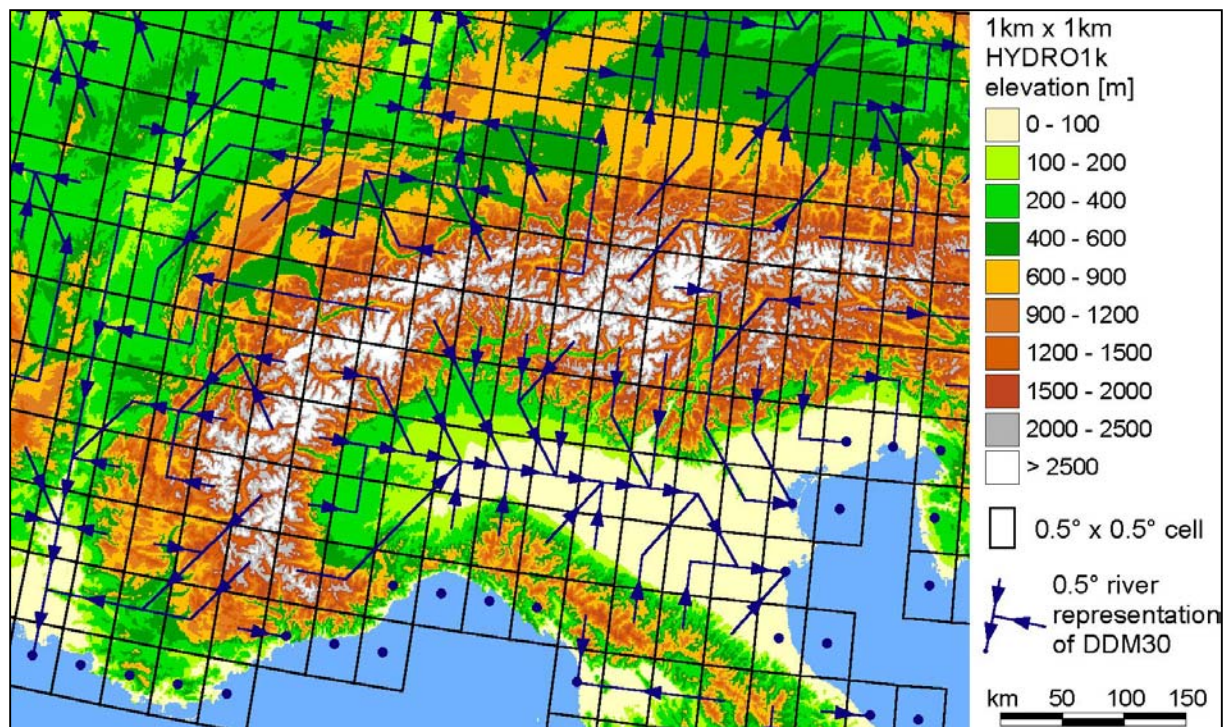 1km x 1km
HYDRO1k
elevation [m]
0 - 100
100 - 200
200 - 400
400 - 600
600 - 900
900 - 1200
1200 - 1500
1500 - 2000
2000 - 2500
> 2500
0.5° x 0.5° cell
0.5° river
representation
of DDM30
km 50 100 150